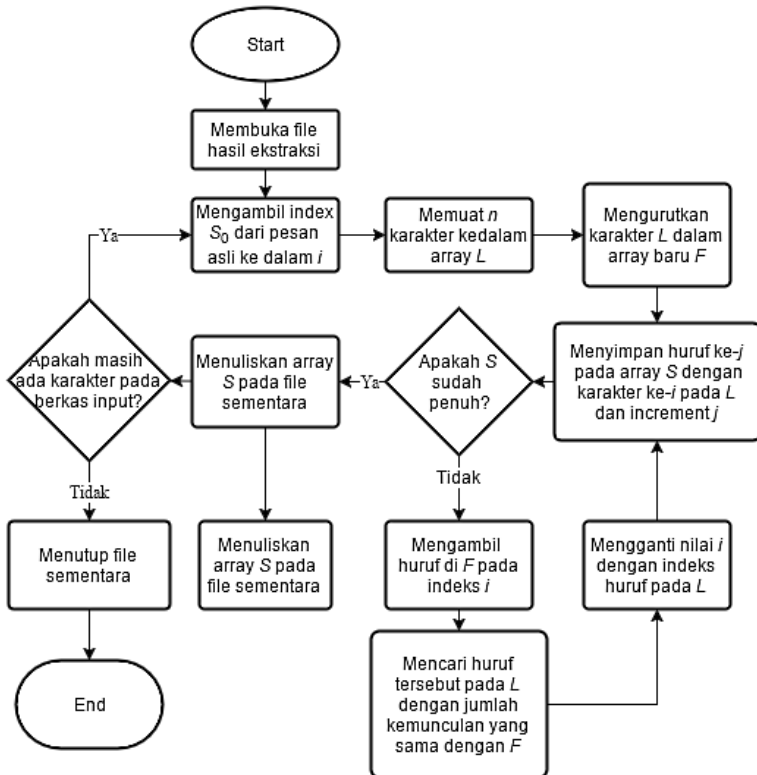 Start
Membuka file
hasil ekstraksi
Mengambil index
S0 dari pesan
asli ke dalam i
Memuat n
karakter kedalam
array L
Mengurutkan
karakter L dalam
array baru F
Ya
Apakah masih
ada karakter pada
berkas input?
Menuliskan array
S pada file
sementara
Ya
Apakah S
sudah
penuh?
Menyimpan huruf ke-j
pada array S dengan
karakter ke-i pada L
dan increment j
Tidak
Tidak
Menutup file
sementara
Menuliskan
array S pada
file sementara
Mengambil
huruf di F pada
indeks i
Mengganti nilai i
dengan indeks
huruf pada L
End
Mencari huruf
tersebut pada L
dengan jumlah
kemunculan yang
sama dengan F